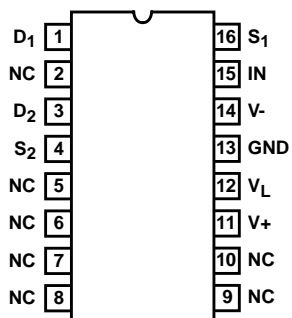 D1 1 16 S1
NC 2 15 IN
D2 3 14 V-
S2 4 13 GND
NC 5 12 VL
NC 6 11 V+
NC 7 10 NC
NC 8 9 NC